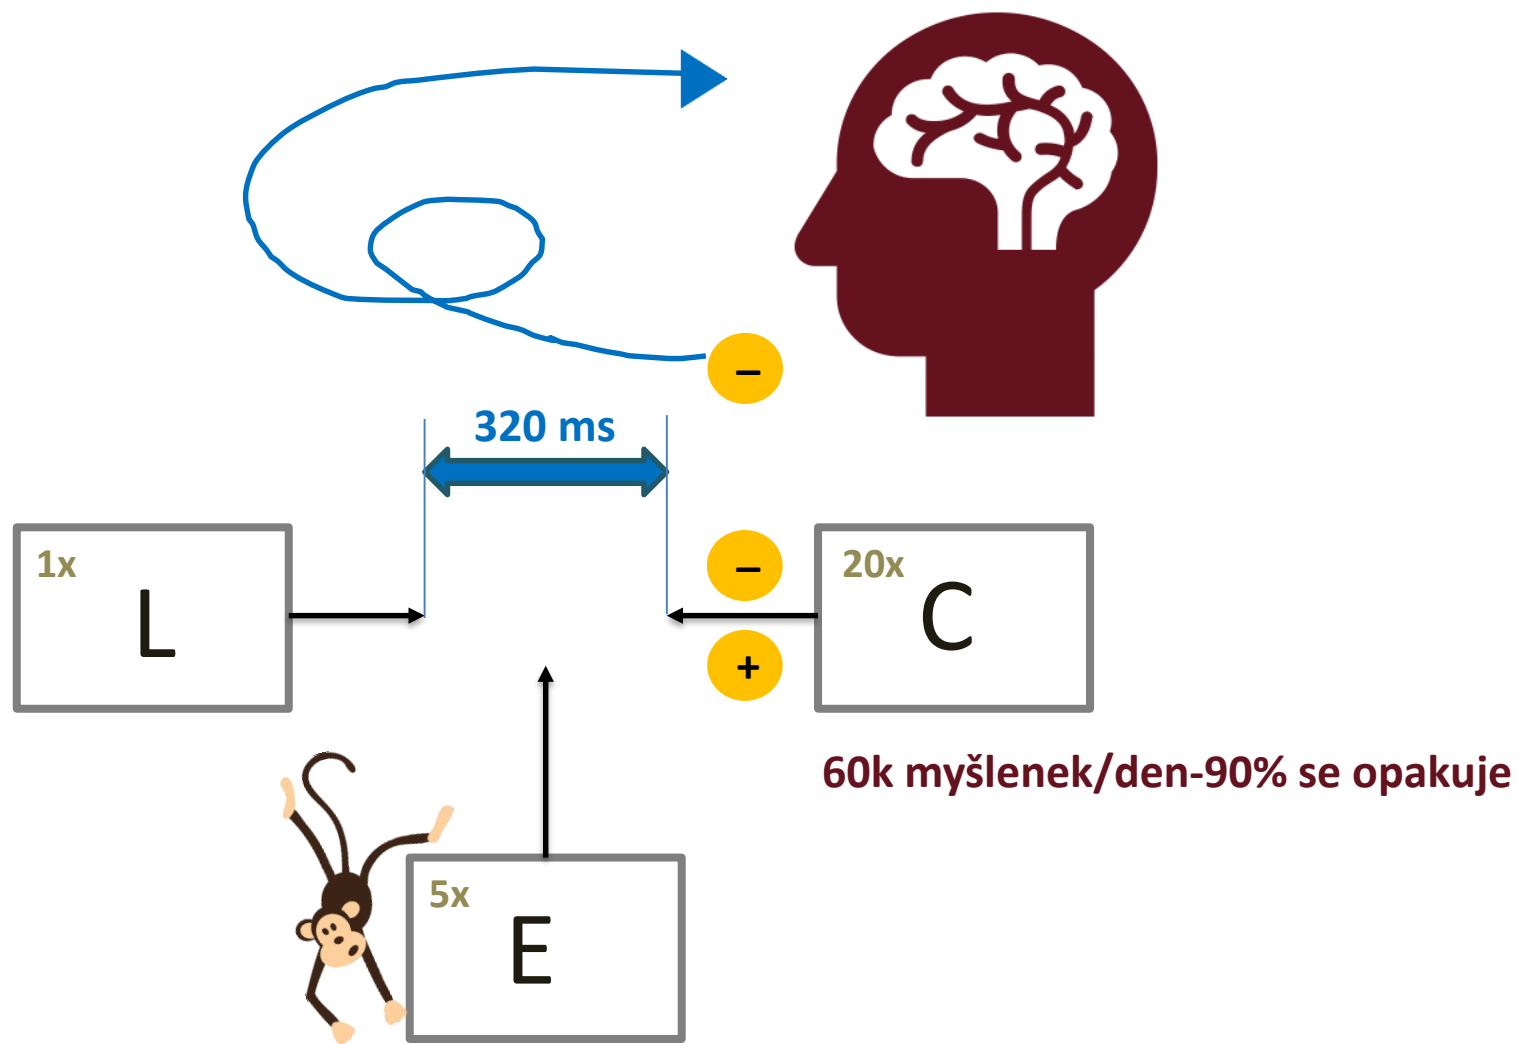 –
320 ms
1x
L
–
+
20x
C
60k myšlenek/den-90% se opakuje
5x
E